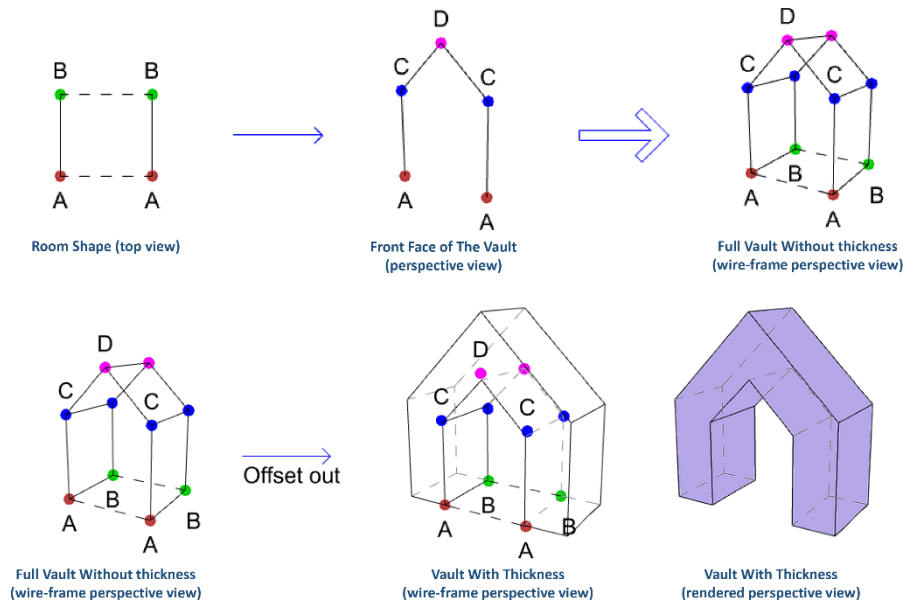 B B
A A
Room Shape (top view)
D
C
C
A
A
Front Face of The Vault
(perspective view)
D
C
C
B
A
B
A
Full Vault Without thickness
(wire-frame perspective view)
D
C
C
B
A
B
A
Full Vault Without thickness
(wire-frame perspective view)
Offset out
D
C
C
B
B
A
A
Vault With Thickness
(wire-frame perspective view)
Vault With Thickness
(rendered perspective view)